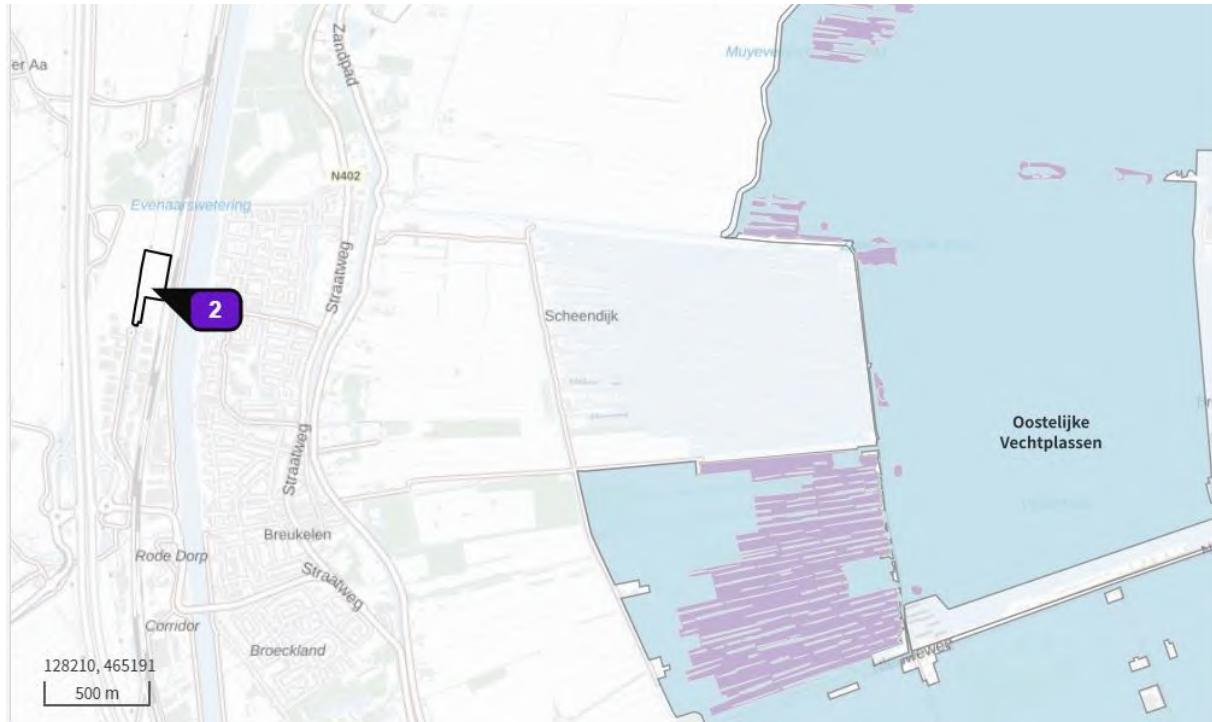 Zandpad
Muyeve
er Aa
N402
Evenaarswetering
2
Straatweg
Scheendijk
Oostelijke
Vechtplassen
Straatweg
Breukelen
Rode Dorp
Straatweg
Corridor
Broeckland
128210, 465191
500 m